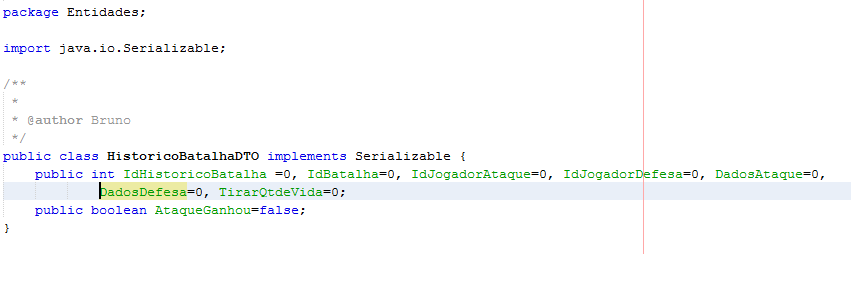 package Entidades;
import java.io.Serializable;
/**
*
* @author Bruno
*/
public class HistoricoBatalhaDTO implements Serializable {
public int IdHistoricoBatalha =0, IdBatalha=0, IdJogadorAtaque=0, IdJogadorDefesa=0, DadosAtaque=0,
DadosDefesa=0, TirarQtdeVida=0;
public boolean AtaqueGanhou=false;
}